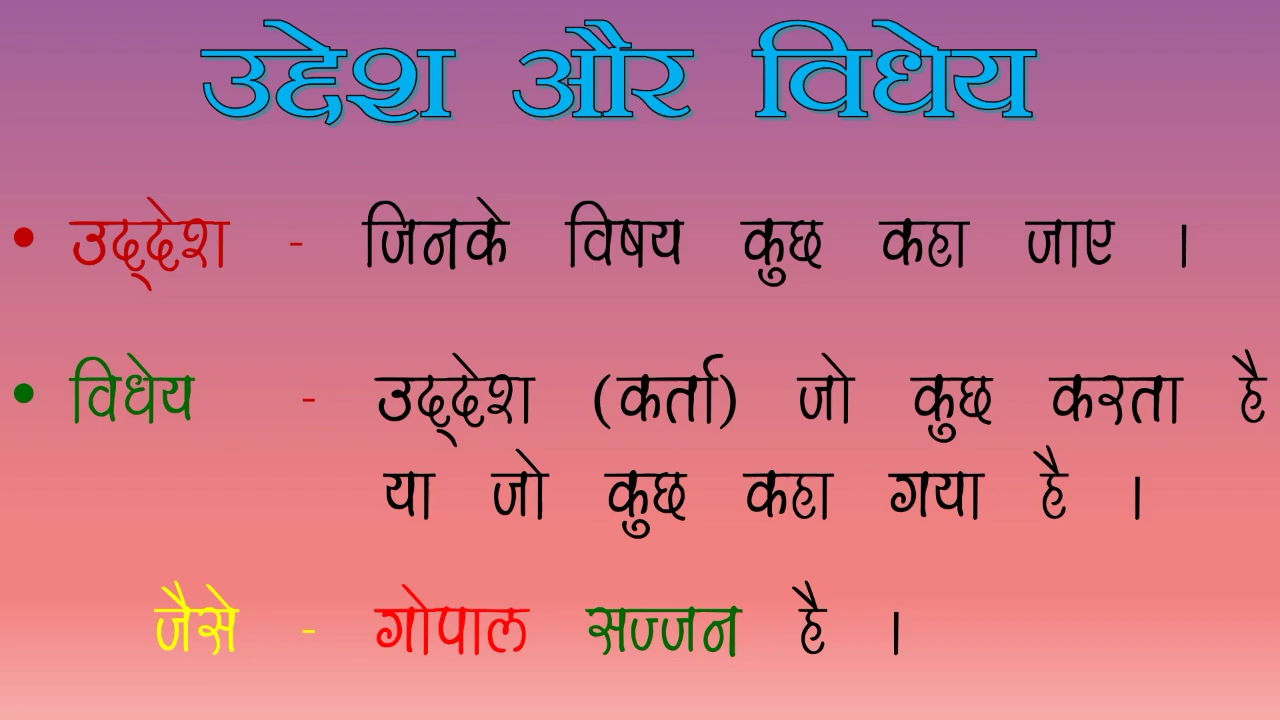 उद्देश और विधेय
• उद्‌देश - जिनके विषय कुछ कहा जाए ।
• विधेय - उद्‌देश (कर्ता) जो कुछ करता है
या जो कुछ कहा गया है ।
जैसे - गोपाल सज्जन है ।